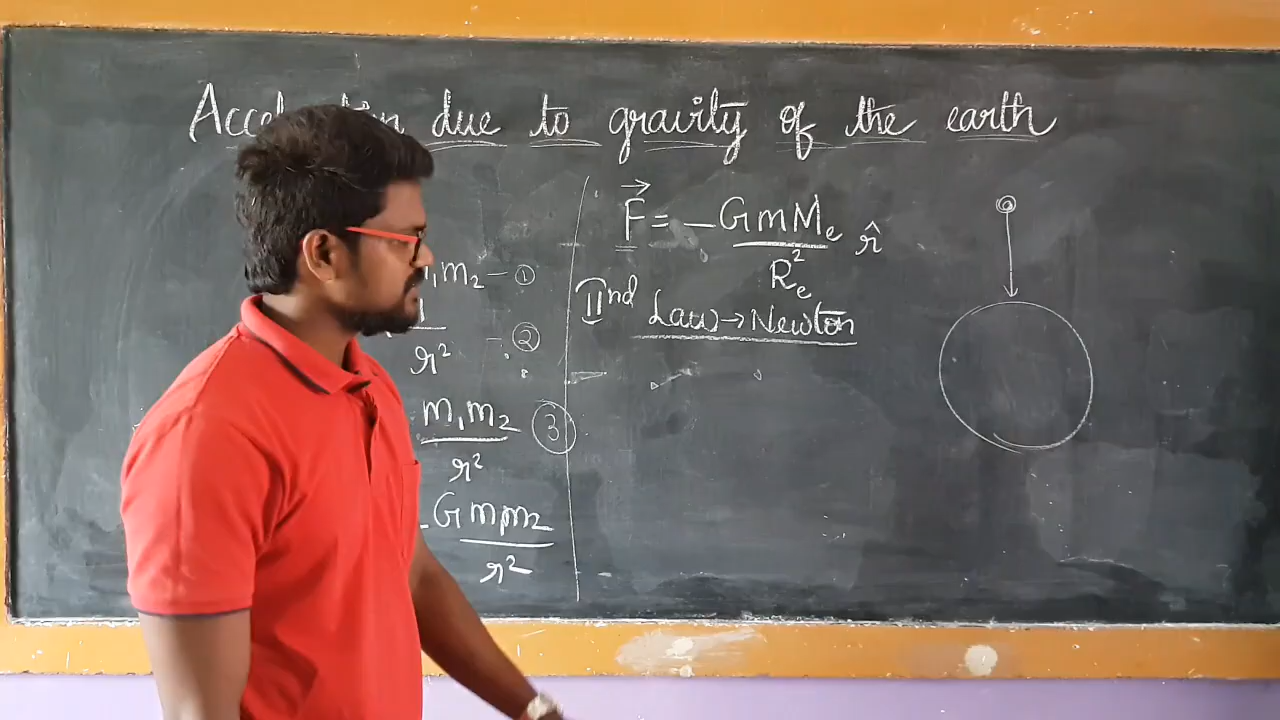 due to gravity of the earth
m₁m₂ — ①
r² — ②
m₁m₂ ③
r²
-G m₁m₂
r²
F⃗ = -GmMₑ r̂
Rₑ²
IInd Law → Newton